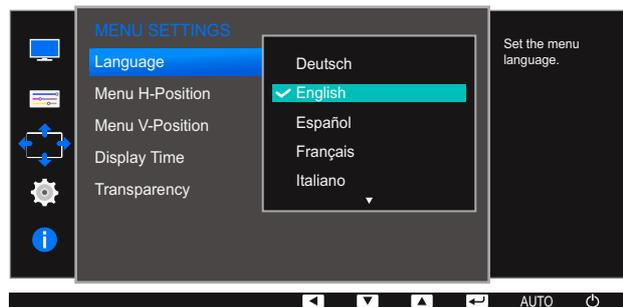 MENU SETTINGS
Language
Menu H-Position
Menu V-Position
Display Time
Transparency
Deutsch
English
Español
Français
Italiano
Set the menu
language.
AUTO